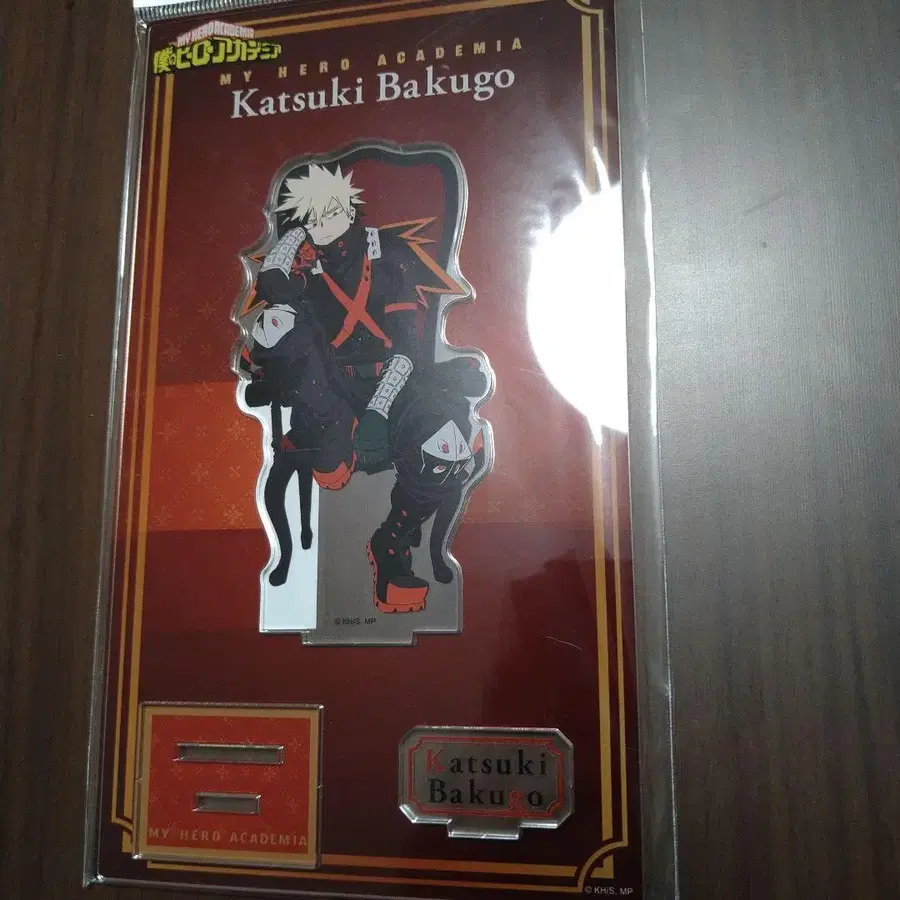 MY HERO ACADEMIA
僕のヒーローアカデミア
MY HERO ACADEMIA
Katsuki Bakugo
© KH/S, MP
MY HERO ACADEMIA
Katsuki
Bakugo
© KH/S, MP